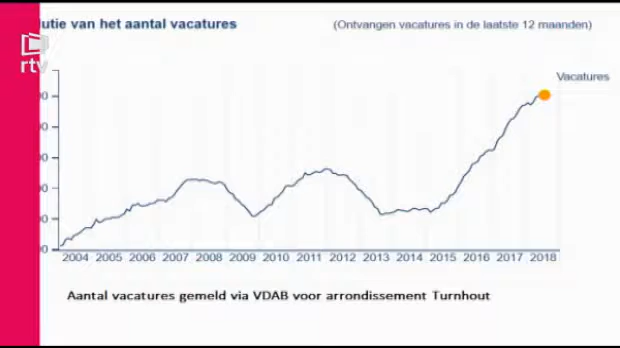 lutie van het aantal vacatures
(Ontvangen vacatures in de laatste 12 maanden)
rtv
Vacatures
2004 2005 2006 2007 2008 2009 2010 2011 2012 2013 2014 2015 2016 2017 2018
Aantal vacatures gemeld via VDAB voor arrondissement Turnhout